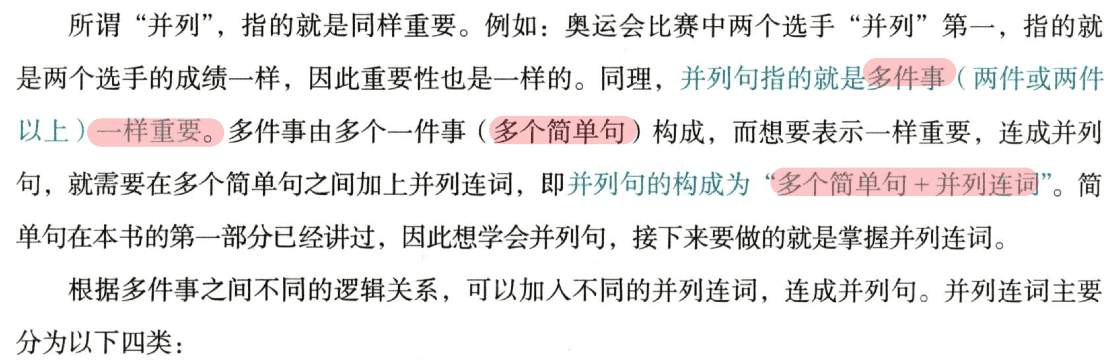 所谓“并列”，指的就是同样重要。例如：奥运会比赛中两个选手“并列”第一，指的就
是两个选手的成绩一样，因此重要性也是一样的。同理，并列句指的就是多件事（两件或两件
以上）一样重要。多件事由多个一件事（多个简单句）构成，而想要表示一样重要，连成并列
句，就需要在多个简单句之间加上并列连词，即并列句的构成为“多个简单句+并列连词”。简
单句在本书的第一部分已经讲过，因此想学会并列句，接下来要做的就是掌握并列连词。
根据多件事之间不同的逻辑关系，可以加入不同的并列连词，连成并列句。并列连词主要
分为以下四类：